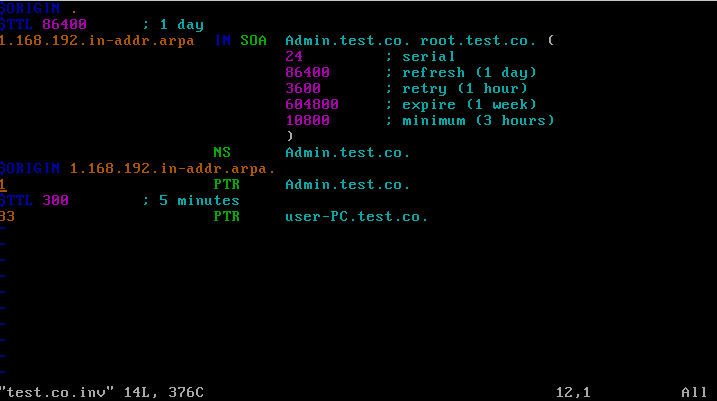 $ORIGIN .
$TTL 86400 ; 1 day
1.168.192.in-addr.arpa IN SOA Admin.test.co. root.test.co. (
24 ; serial
86400 ; refresh (1 day)
3600 ; retry (1 hour)
604800 ; expire (1 week)
10800 ; minimum (3 hours)
)
NS Admin.test.co.
$ORIGIN 1.168.192.in-addr.arpa.
1 PTR Admin.test.co.
$TTL 300 ; 5 minutes
33 PTR user-PC.test.co.
~
~
~
~
~
~
~
~
~
~
"test.co.inv" 14L, 376C 12,1 All